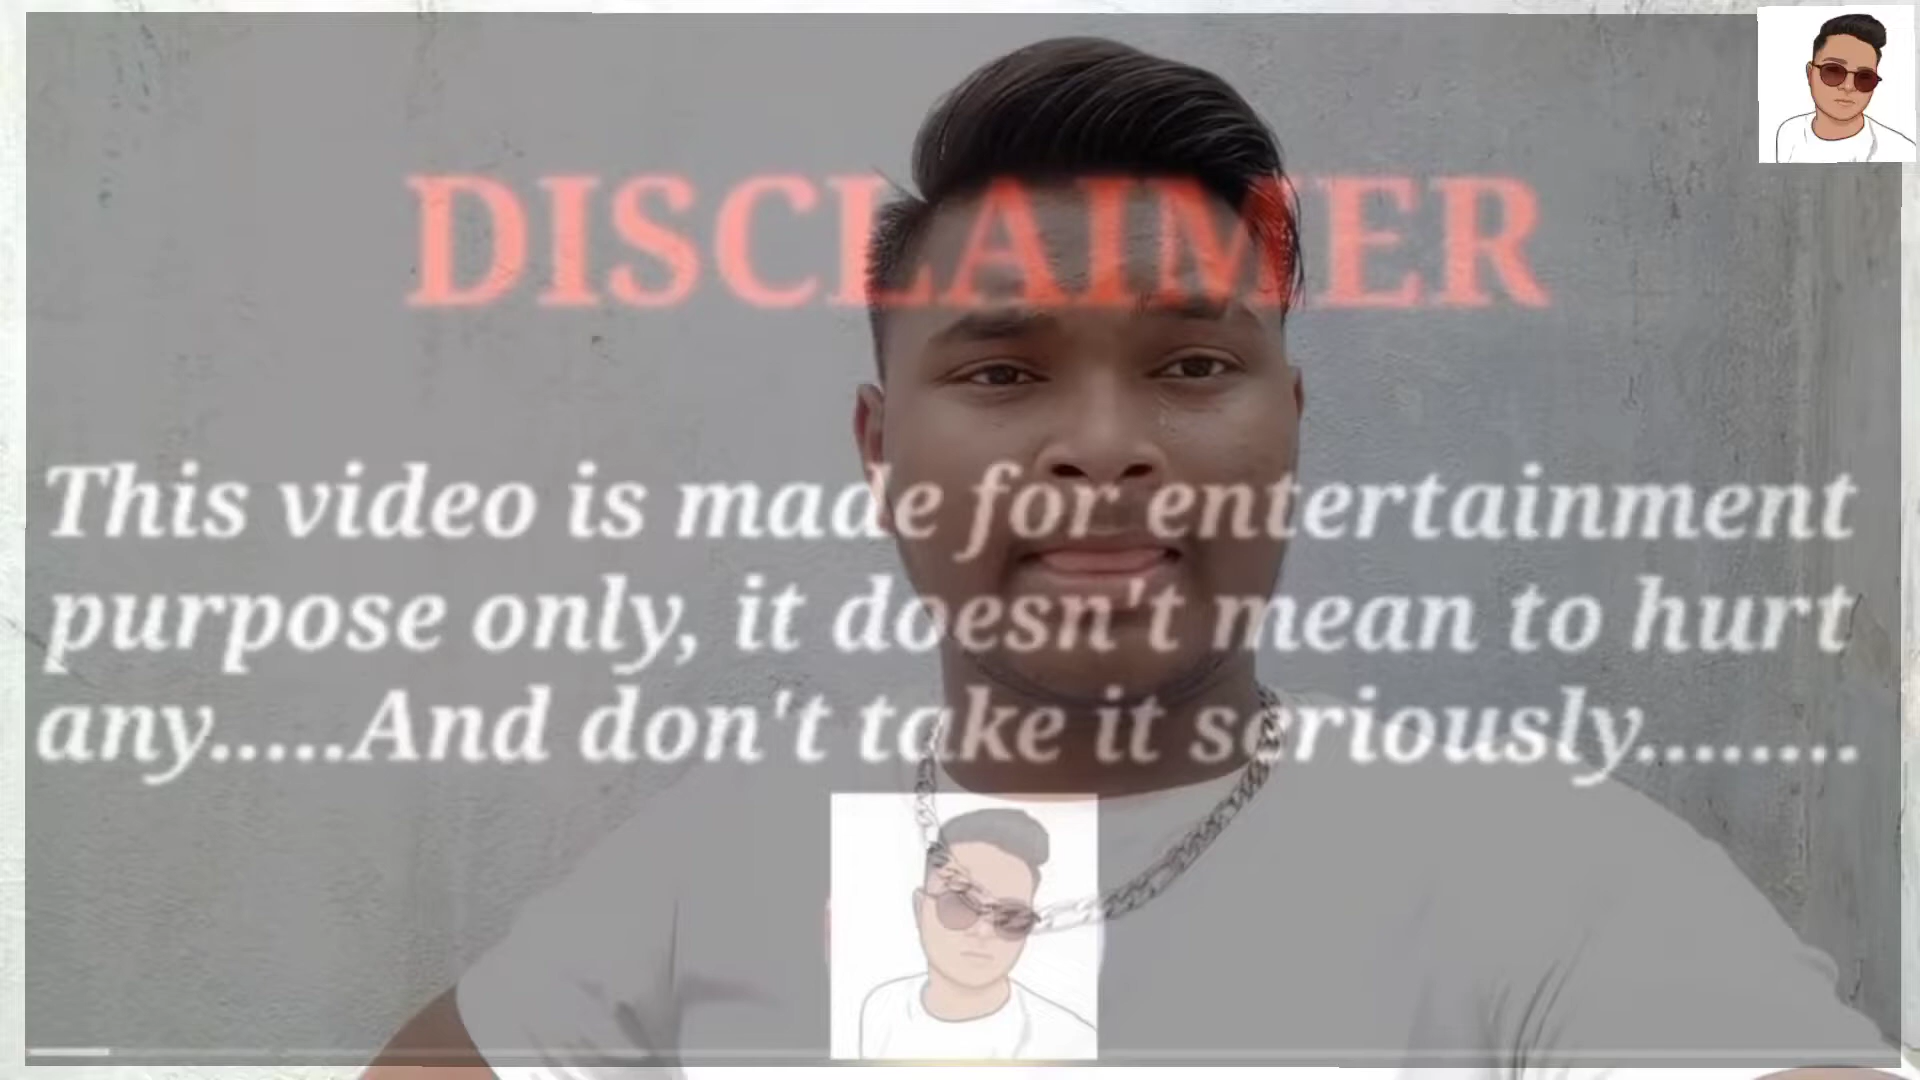 DISCLAIMER
This video is made for entertainment
purpose only, it doesn't mean to hurt
any.....And don't take it seriously........